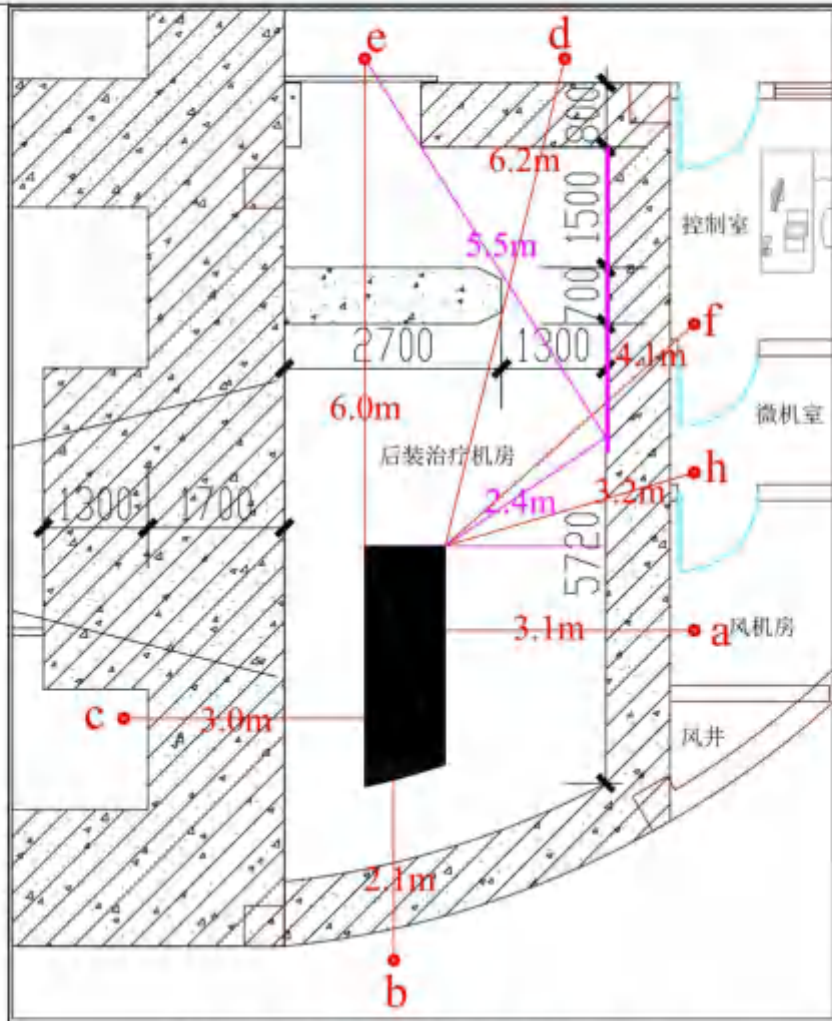 e
d
800
6.2m
1500
控制室
5.5m
700
f
2700
1300
4.1m
6.0m
微机室
后装治疗机房
h
1300
1700
2.4m
3.2m
5720
3.1m
a
风机房
c
3.0m
风井
2.1m
b